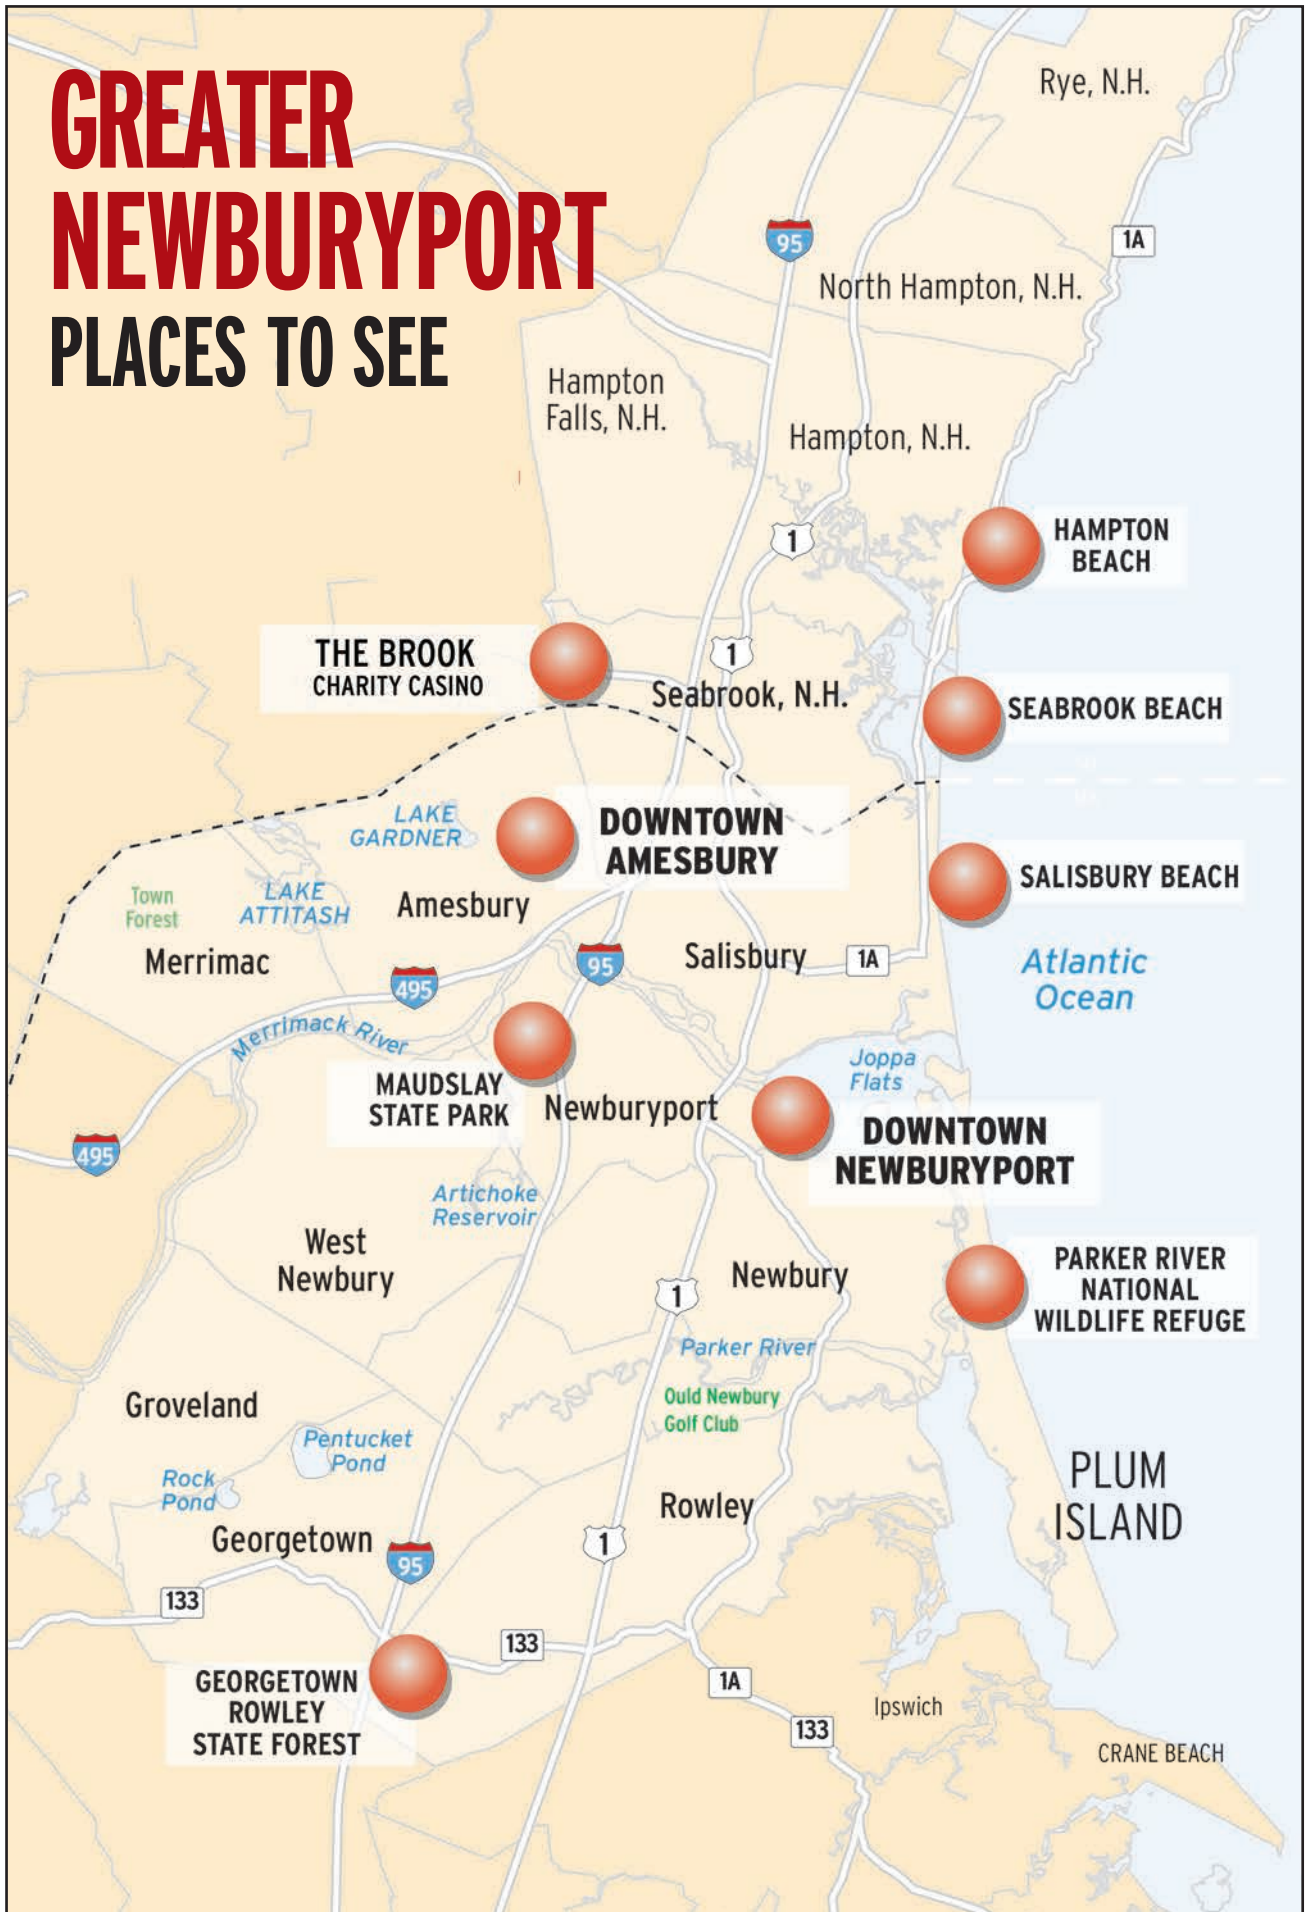 GREATER
NEWBURYPORT
PLACES TO SEE
Rye, N.H.
1A
95
North Hampton, N.H.
Hampton
Falls, N.H.
Hampton, N.H.
1
HAMPTON
BEACH
THE BROOK
CHARITY CASINO
1
Seabrook, N.H.
SEABROOK BEACH
LAKE
GARDNER
DOWNTOWN
AMESBURY
SALISBURY BEACH
Town
Forest
LAKE
ATTITASH
Amesbury
Merrimac
495
95
Salisbury
1A
Atlantic
Ocean
Merrimack River
Joppa
Flats
MAUDSLAY
STATE PARK
Newburyport
DOWNTOWN
NEWBURYPORT
495
Artichoke
Reservoir
West
Newbury
1
Newbury
PARKER RIVER
NATIONAL
WILDLIFE REFUGE
Parker River
Ould Newbury
Golf Club
Groveland
Pentucket
Pond
Rock
Pond
PLUM
ISLAND
Rowley
Georgetown
95
1
133
133
GEORGETOWN
ROWLEY
STATE FOREST
1A
133
Ipswich
CRANE BEACH